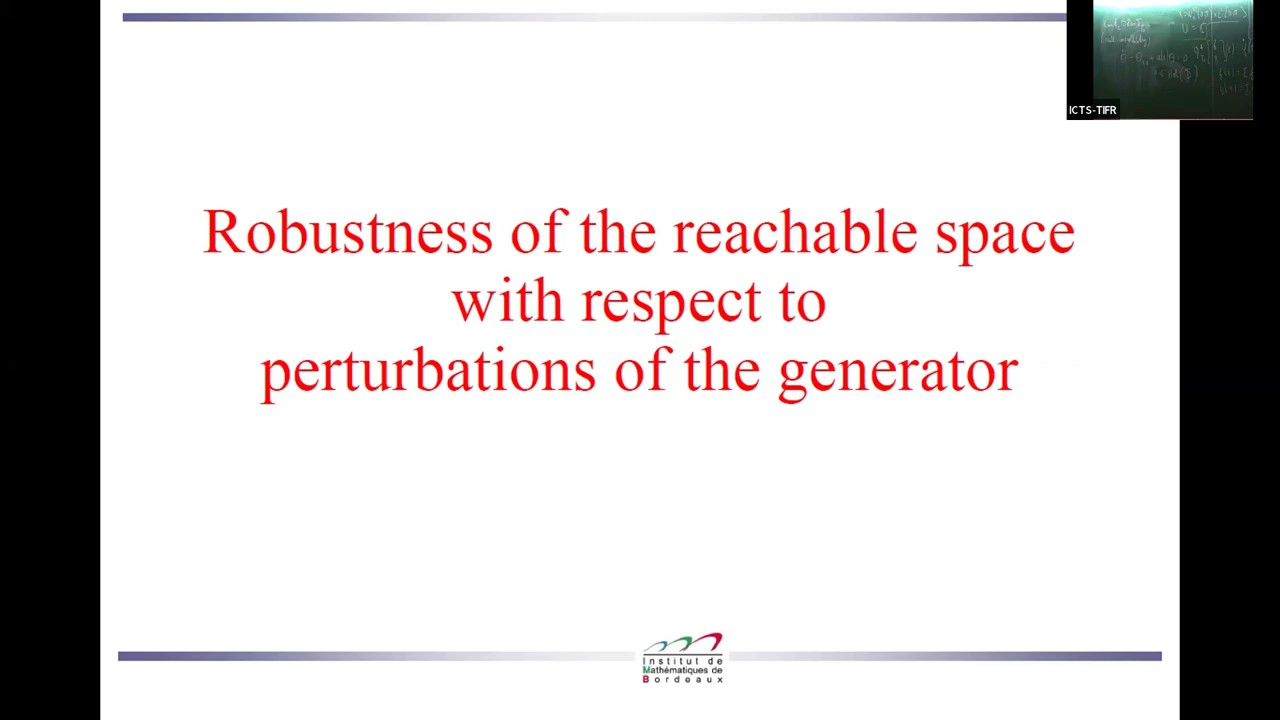 ICTS-TIFR
Robustness of the reachable space
with respect to
perturbations of the generator
Institut de
Mathématiques de
Bordeaux